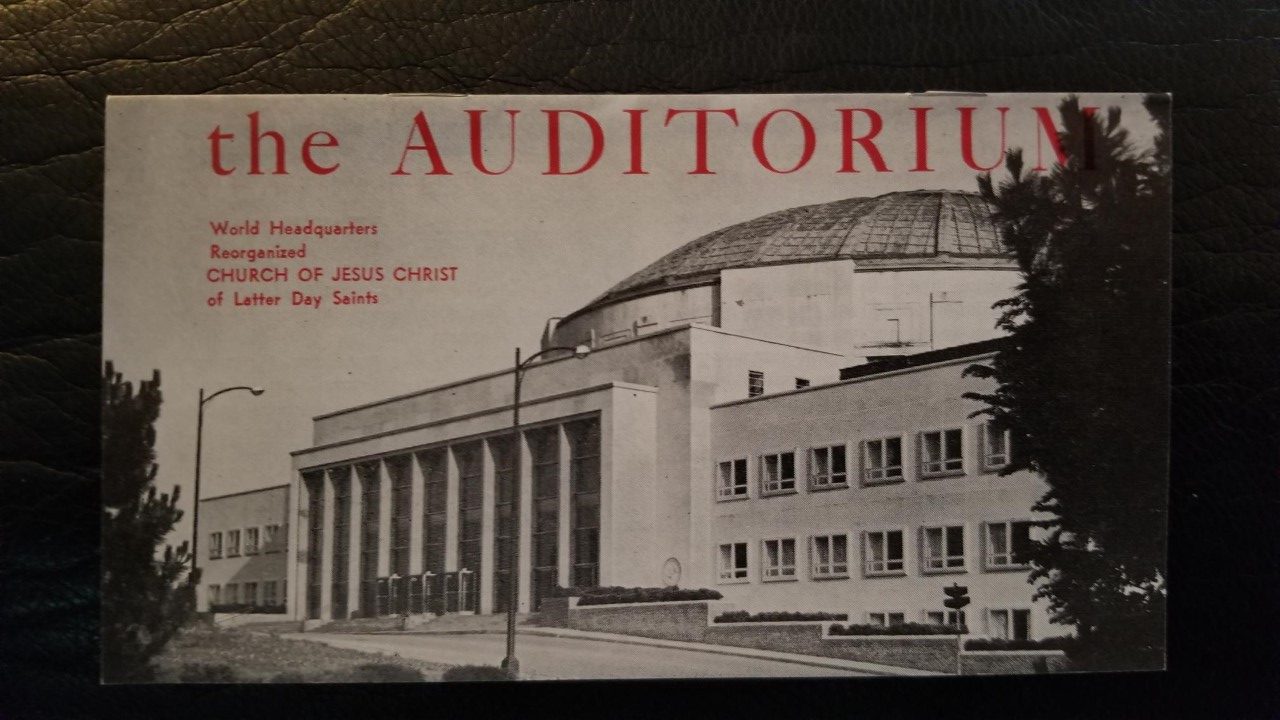 the AUDITORIUM
World Headquarters
Reorganized
CHURCH OF JESUS CHRIST
of Latter Day Saints